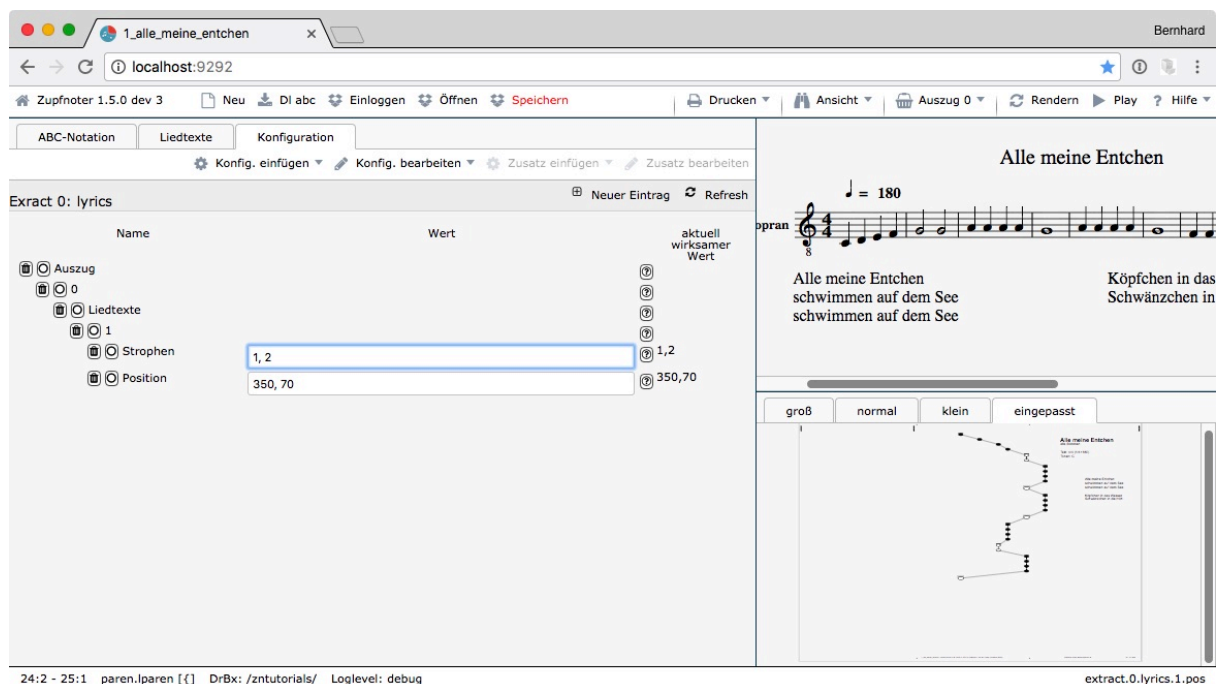 1_alle_meine_entchen
Bernhard
localhost:9292
Zupfnoter 1.5.0 dev 3 Neu Dl abc Einloggen Öffnen Speichern Drucken Ansicht Auszug 0 Rendern Play Hilfe
ABC-Notation Liedtexte Konfiguration
Konfig. einfügen Konfig. bearbeiten Zusatz einfügen Zusatz bearbeiten
Exract 0: lyrics Neuer Eintrag Refresh
Name Wert aktuell
wirksamer
Wert
Auszug
0
Liedtexte
1
Strophen 1, 2 1,2
Position 350, 70 350,70
Alle meine Entchen
= 180
opran
4
4
8
Alle meine Entchen
schwimmen auf dem See
schwimmen auf dem See
Köpfchen in das
Schwänzchen in
groß normal klein eingepasst
Alle meine Entchen
24:2 - 25:1 paren.lparen [{] DrBx: /zntutorials/ Loglevel: debug extract.0.lyrics.1.pos